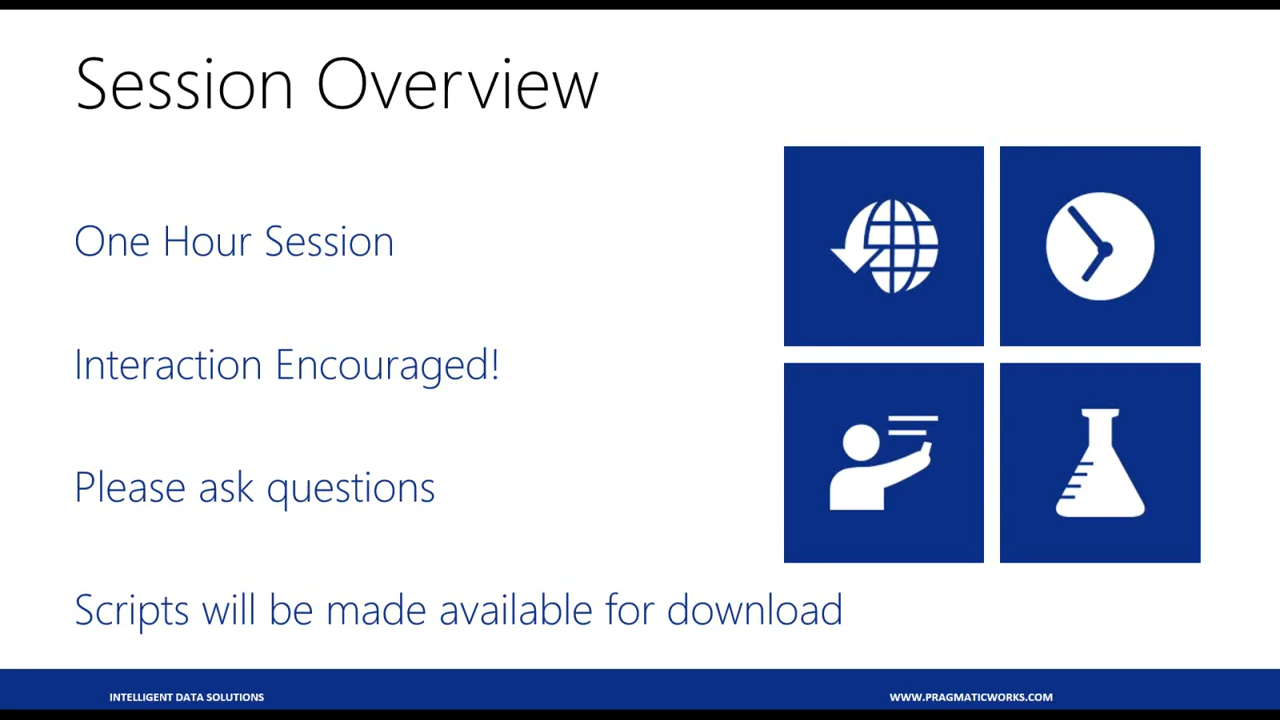 Session Overview
One Hour Session
Interaction Encouraged!
Please ask questions
Scripts will be made available for download
INTELLIGENT DATA SOLUTIONS
WWW.PRAGMATICWORKS.COM